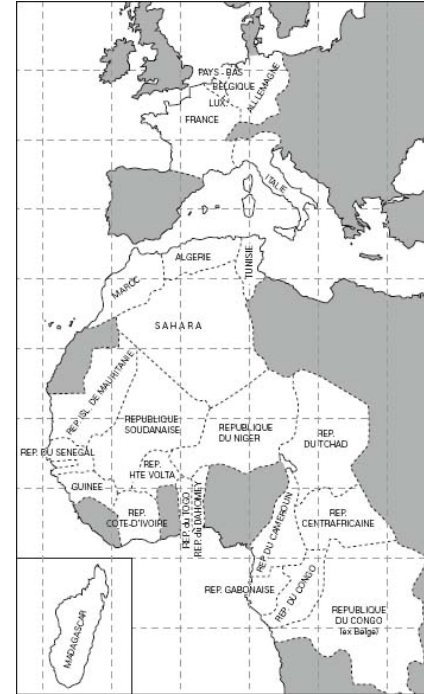 PAYS-BAS
BELGIQUE
LUX.
ALLEMAGNE
FRANCE
ITALIE
ALGERIE
TUNISIE
MAROC
SAHARA
REP. ISL. DE MAURITANIE
REPUBLIQUE
SOUDANAISE
REPUBLIQUE
DU NIGER
REP.
DU TCHAD
REP. DU SENEGAL
REP.
HTE VOLTA
GUINEE
REP.
COTE-D'IVOIRE
REP. du TOGO
REP. du DAHOMEY
REP. DU CAMEROUN
REP.
CENTRAFRICAINE
REP. GABONAISE
REP. DU CONGO
REPUBLIQUE
DU CONGO
(ex Belge)
MADAGASCAR